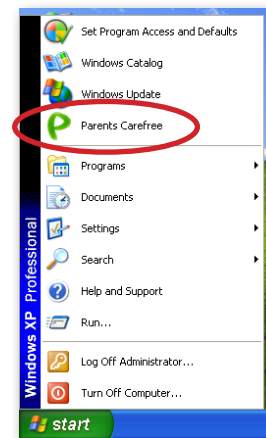 Set Program Access and Defaults
Windows Catalog
Windows Update
Parents Carefree
Programs
Documents
Settings
Search
Help and Support
Run...
Log Off Administrator...
Turn Off Computer...
Windows XP Professional
start